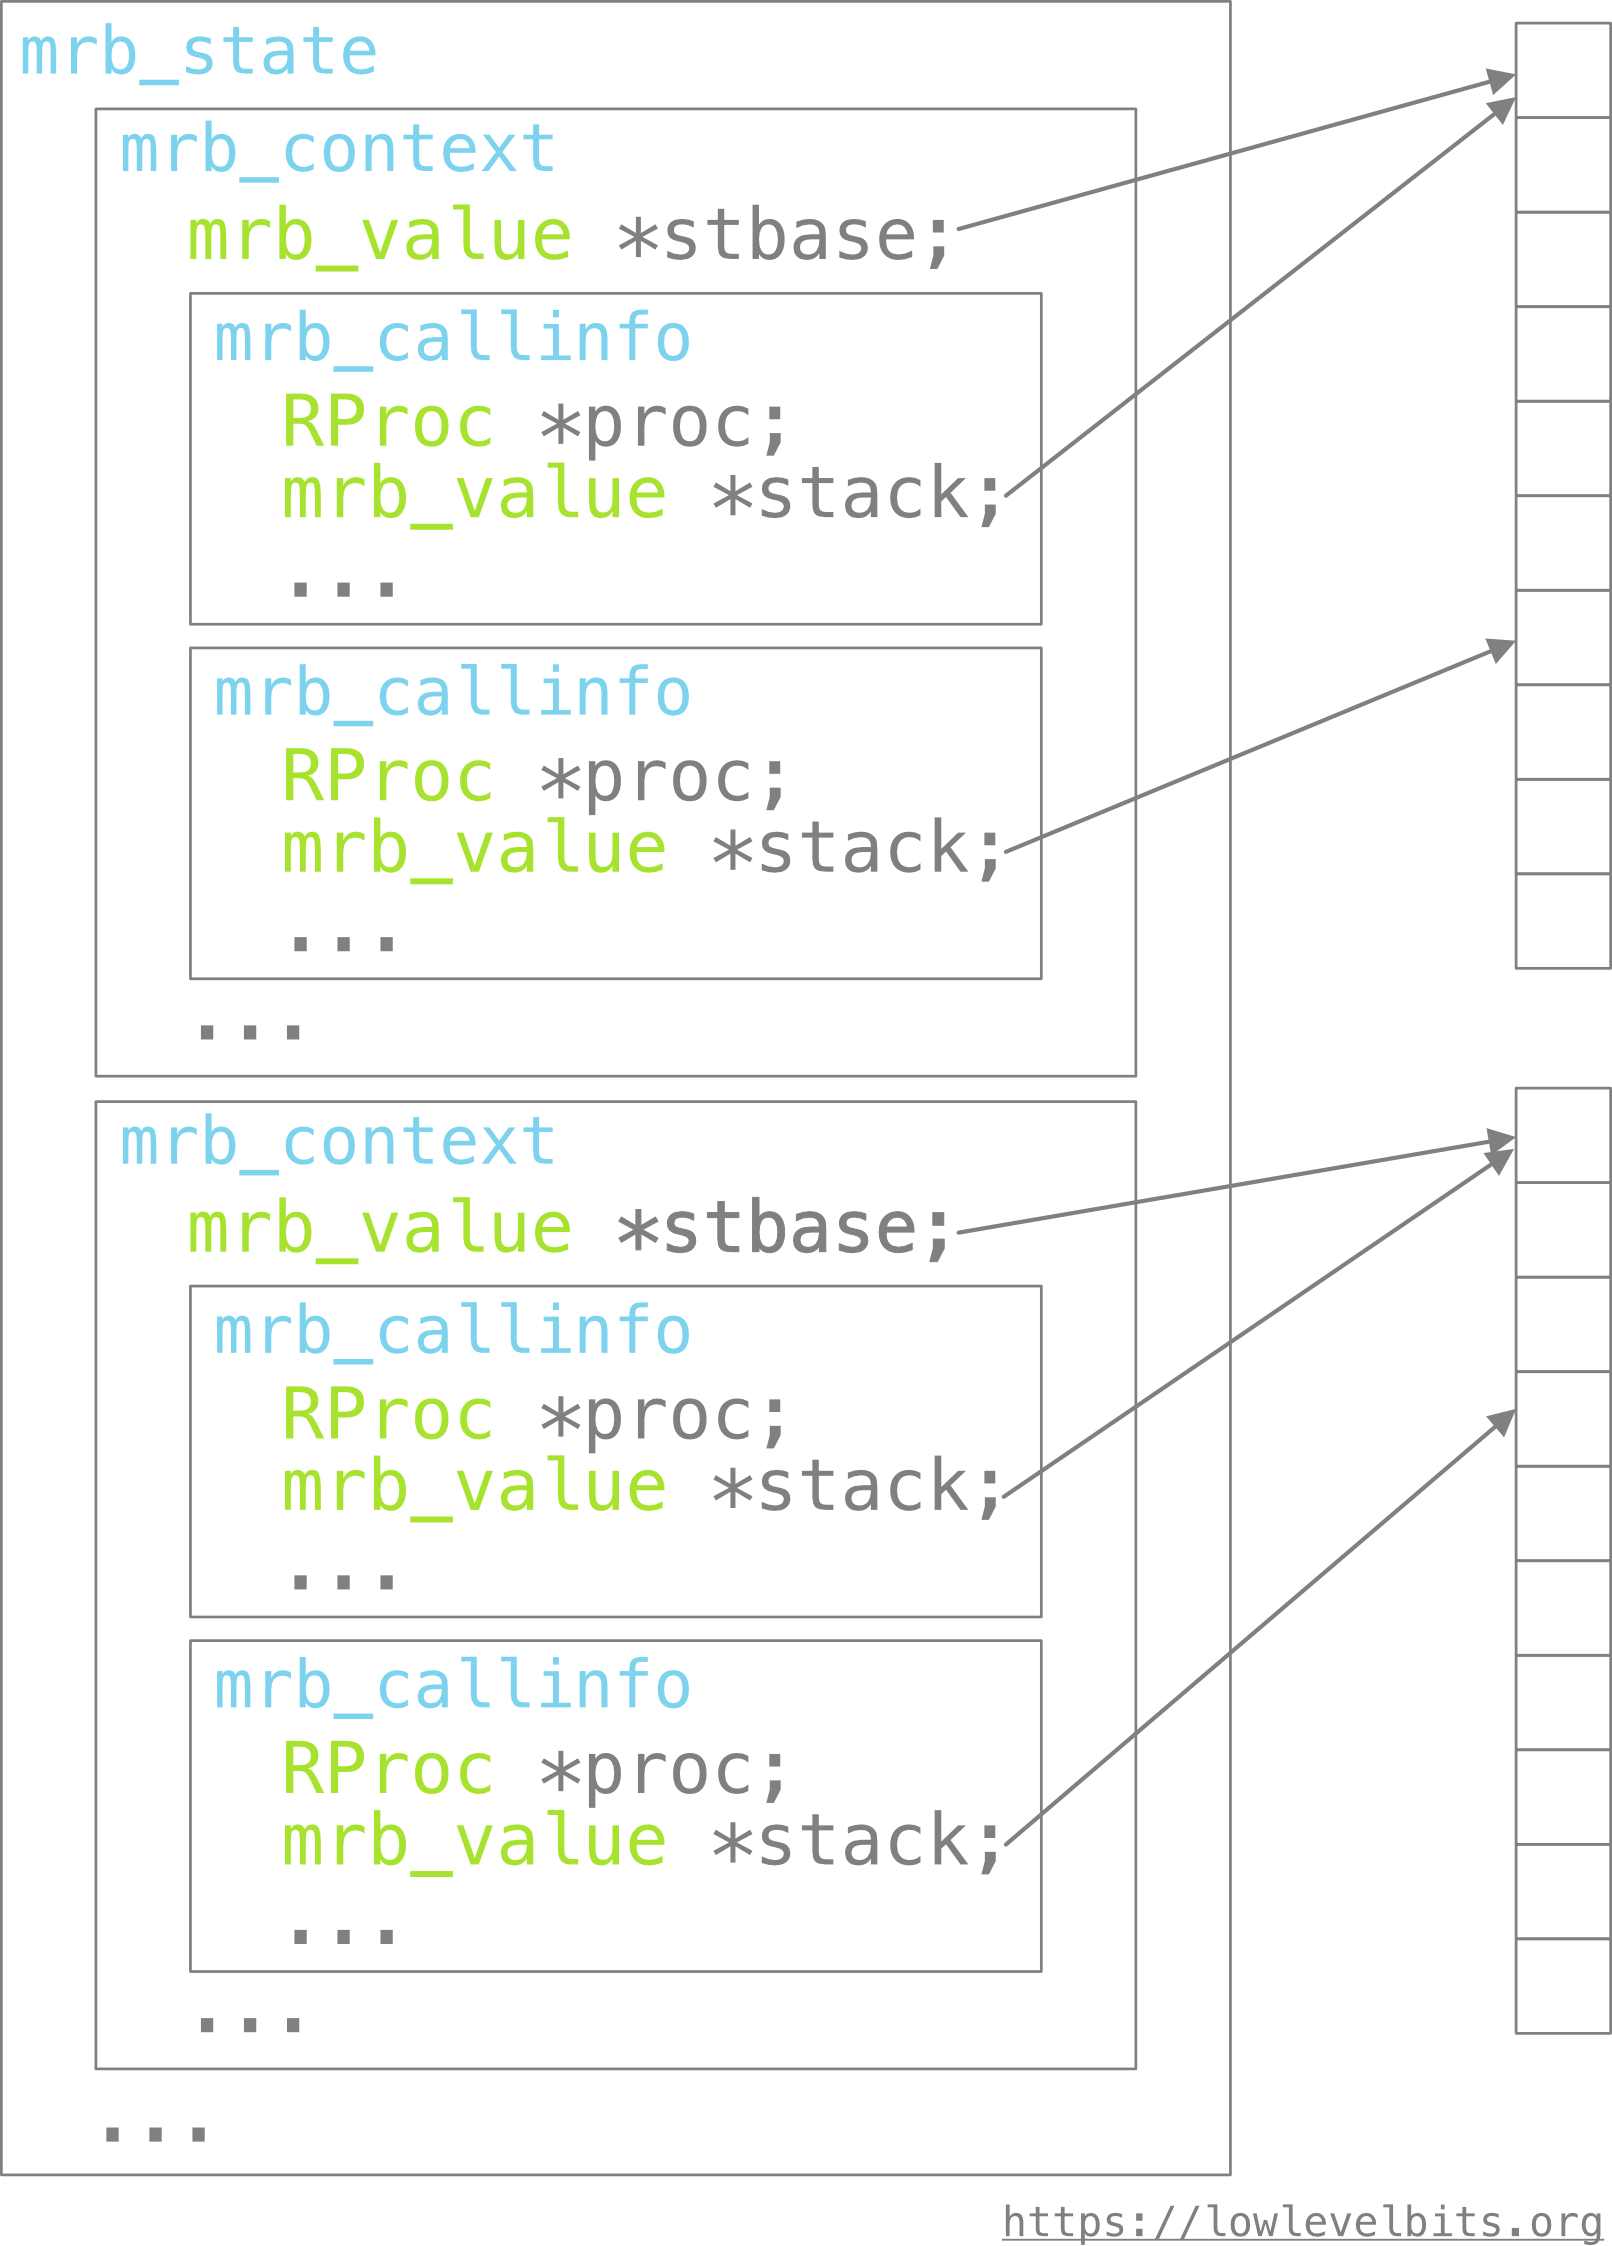 mrb_state
mrb_context
mrb_value *stbase;
mrb_callinfo
RProc *proc;
mrb_value *stack;
...
mrb_callinfo
RProc *proc;
mrb_value *stack;
...
...
mrb_context
mrb_value *stbase;
mrb_callinfo
RProc *proc;
mrb_value *stack;
...
mrb_callinfo
RProc *proc;
mrb_value *stack;
...
...
...
https://lowlevelbits.org